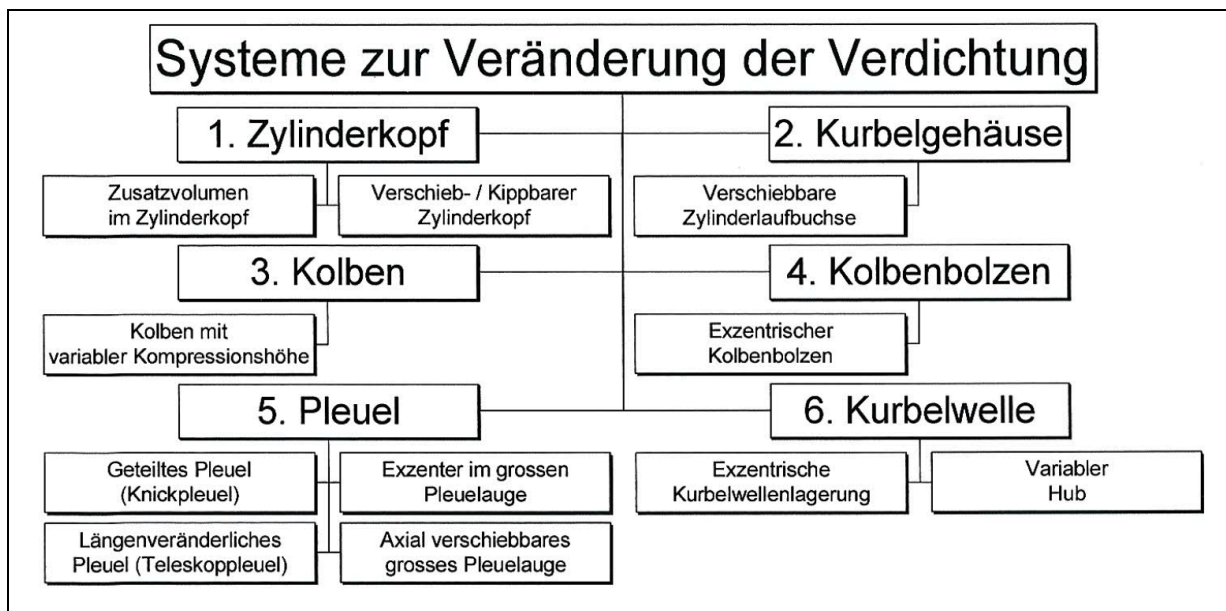 Systeme zur Veränderung der Verdichtung
1. Zylinderkopf
2. Kurbelgehäuse
Zusatzvolumen
im Zylinderkopf
Verschieb- / Kippbarer
Zylinderkopf
Verschiebbare
Zylinderlaufbuchse
3. Kolben
4. Kolbenbolzen
Kolben mit
variabler Kompressionshöhe
Exzentrischer
Kolbenbolzen
5. Pleuel
6. Kurbelwelle
Geteiltes Pleuel
(Knickpleuel)
Exzenter im grossen
Pleuelauge
Exzentrische
Kurbelwellenlagerung
Variabler
Hub
Längenveränderliches
Pleuel (Teleskoppleuel)
Axial verschiebbares
grosses Pleuelauge